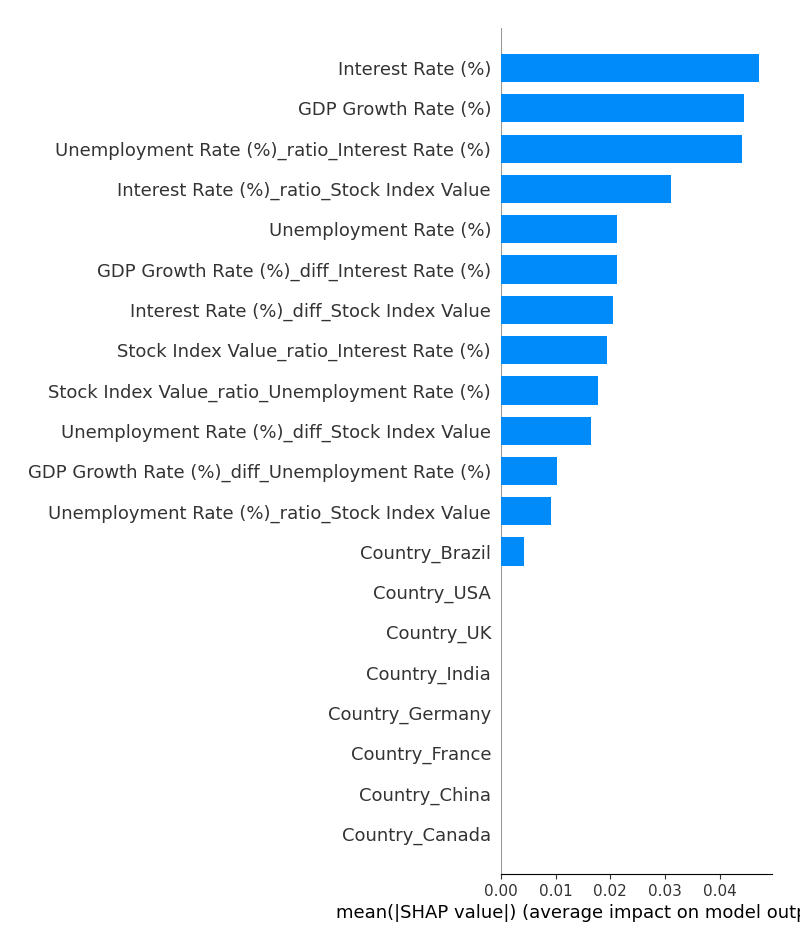 Interest Rate (%)
GDP Growth Rate (%)
Unemployment Rate (%)_ratio_Interest Rate (%)
Interest Rate (%)_ratio_Stock Index Value
Unemployment Rate (%)
GDP Growth Rate (%)_diff_Interest Rate (%)
Interest Rate (%)_diff_Stock Index Value
Stock Index Value_ratio_Interest Rate (%)
Stock Index Value_ratio_Unemployment Rate (%)
Unemployment Rate (%)_diff_Stock Index Value
GDP Growth Rate (%)_diff_Unemployment Rate (%)
Unemployment Rate (%)_ratio_Stock Index Value
Country_Brazil
Country_USA
Country_UK
Country_India
Country_Germany
Country_France
Country_China
Country_Canada
0.00 0.01 0.02 0.03 0.04
mean(|SHAP value|) (average impact on model outp